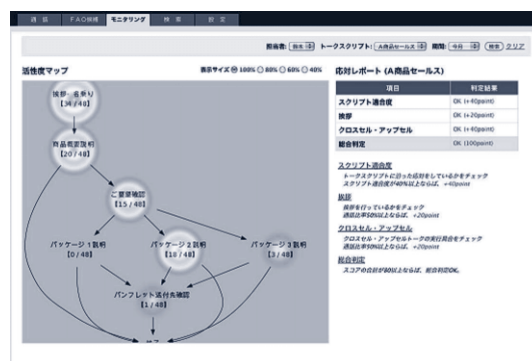 通話 FAQ候補 モニタリング 検索 設定
担当者: 鈴木 トークスクリプト: A商品セールス 期間: 今月 検索 クリア
活性度マップ
表示サイズ 100% 80% 60% 40%
挨拶・名乗り
[34 / 48]
商品概要説明
[20 / 48]
ご要望確認
[15 / 48]
パッケージ1説明
[0 / 48]
パッケージ2説明
[18 / 48]
パッケージ3説明
[3 / 48]
パンフレット送付先確認
[1 / 48]
応対レポート (A商品セールス)
項目 判定結果
スクリプト適合度 OK (+40point)
挨拶 OK (+20point)
クロスセル・アップセル OK (+40point)
総合判定 OK (100point)
スクリプト適合度
トークスクリプトに沿った応対をしているかをチェック
スクリプト適合度が40%以上ならば、+40point
挨拶
挨拶を行っているかをチェック
通話比率50%以上ならば、+20point
クロスセル・アップセル
クロスセル・アップセルトークの実行具合をチェック
通話比率50%以上ならば、+20point
総合判定
スコアの合計が80以上ならば、総合判定OK.